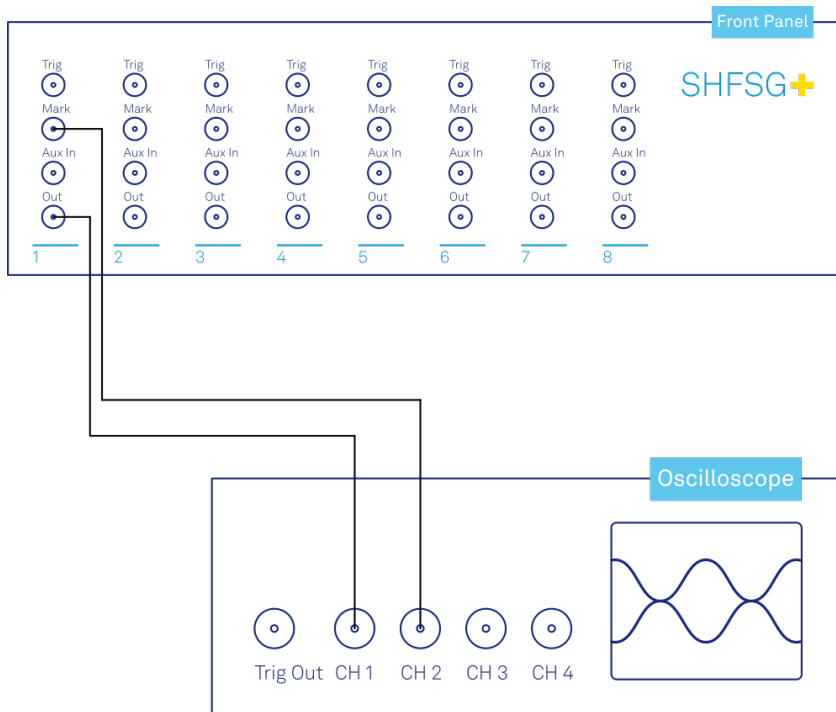 Front Panel
SHFSG+
Trig Trig Trig Trig Trig Trig Trig Trig
Mark Mark Mark Mark Mark Mark Mark Mark
Aux In Aux In Aux In Aux In Aux In Aux In Aux In Aux In
Out Out Out Out Out Out Out Out
1 2 3 4 5 6 7 8
Oscilloscope
Trig Out CH 1 CH 2 CH 3 CH 4